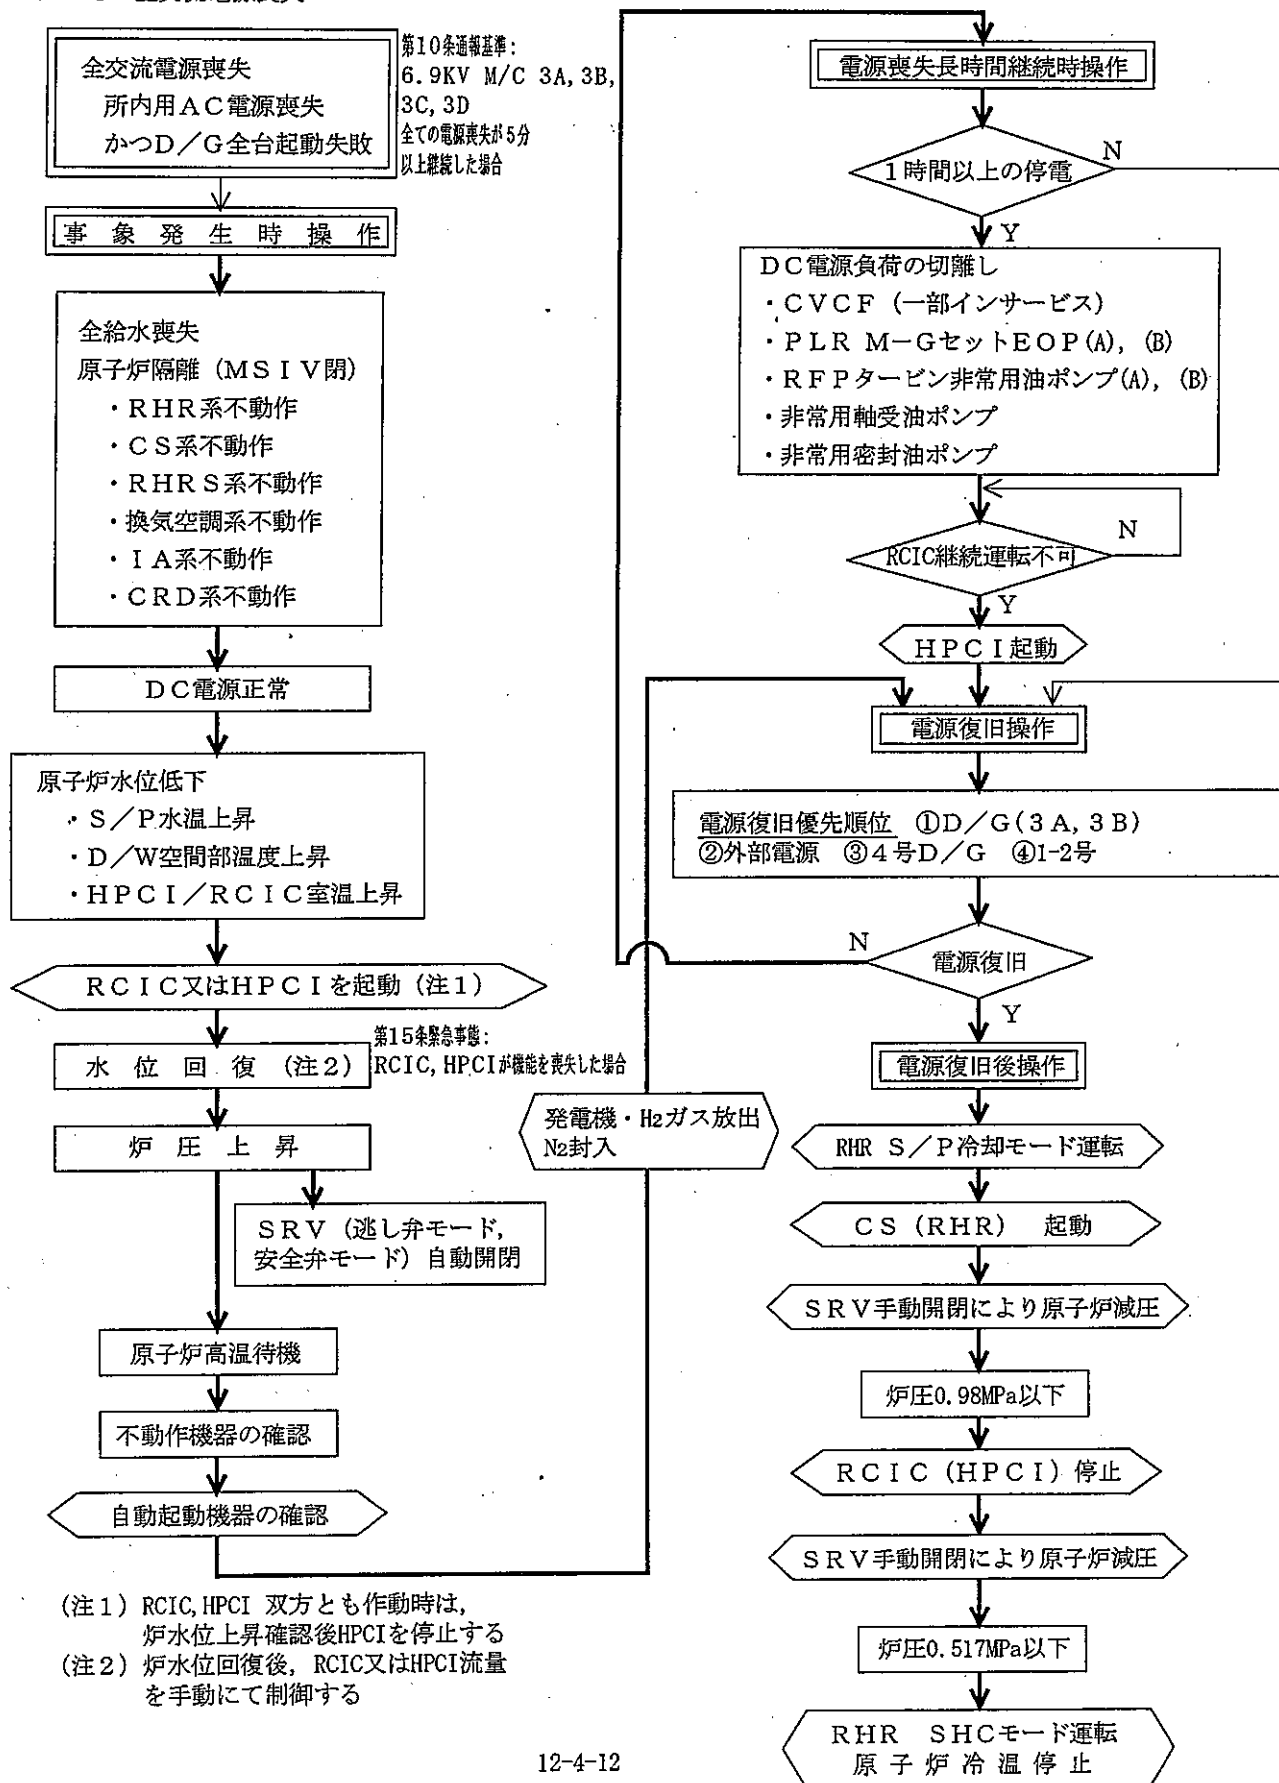 全交流電源喪失
所内用AC電源喪失
かつD/G全台起動失敗
第10条通報基準:
6.9KV M/C 3A,3B,
3C,3D
全ての電源喪失が5分
以上継続した場合
事象発生時操作
全給水喪失
原子炉隔離(MSIV閉)
・RHR系不動作
・CS系不動作
・RHRS系不動作
・換気空調系不動作
・IA系不動作
・CRD系不動作
DC電源正常
原子炉水位低下
・S/P水温上昇
・D/W空間部温度上昇
・HPCI/RCIC室温上昇
RCIC又はHPCIを起動(注1)
水位回復(注2)
第15条緊急事態:
RCIC,HPCIが機能を喪失した場合
炉圧上昇
SRV(逃し弁モード,
安全弁モード)自動開閉
原子炉高温待機
不動作機器の確認
自動起動機器の確認
(注1)RCIC,HPCI 双方とも作動時は,
炉水位上昇確認後HPCIを停止する
(注2)炉水位回復後,RCIC又はHPCI流量
を手動にて制御する
発電機・H2ガス放出
N2封入
電源喪失長時間継続時操作
1時間以上の停電
N
Y
DC電源負荷の切離し
・CVCF(一部インサービス)
・PLR M-GセットEOP(A),(B)
・RFPタービン非常用油ポンプ(A),(B)
・非常用軸受油ポンプ
・非常用密封油ポンプ
RCIC継続運転不可
N
Y
HPCI起動
電源復旧操作
電源復旧優先順位 ①D/G(3A,3B)
②外部電源 ③4号D/G ④1-2号
電源復旧
N
Y
電源復旧後操作
RHR S/P冷却モード運転
CS(RHR) 起動
SRV手動開閉により原子炉減圧
炉圧0.98MPa以下
RCIC(HPCI)停止
SRV手動開閉により原子炉減圧
炉圧0.517MPa以下
RHR SHCモード運転
原子炉冷温停止
12-4-12